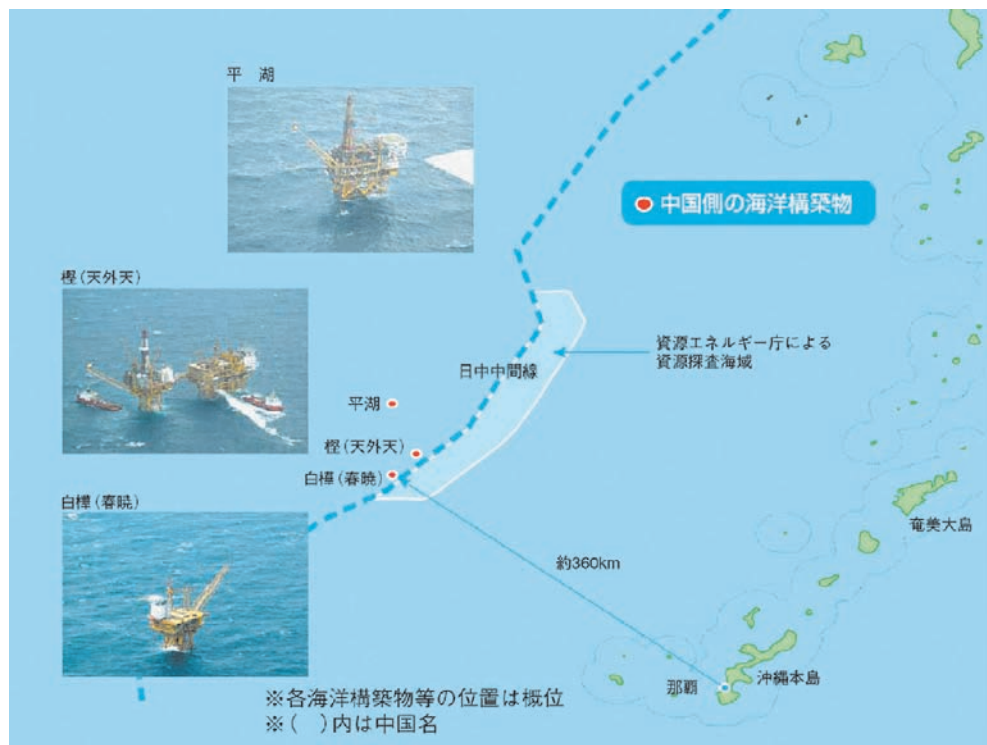 平　湖
中国側の海洋構築物
樫(天外天)
資源エネルギー庁による
資源探査海域
日中中間線
平湖
樫(天外天)
白樺(春暁)
白樺(春暁)
奄美大島
約360km
沖縄本島
那覇
※各海洋構築物等の位置は概位
※(　)内は中国名